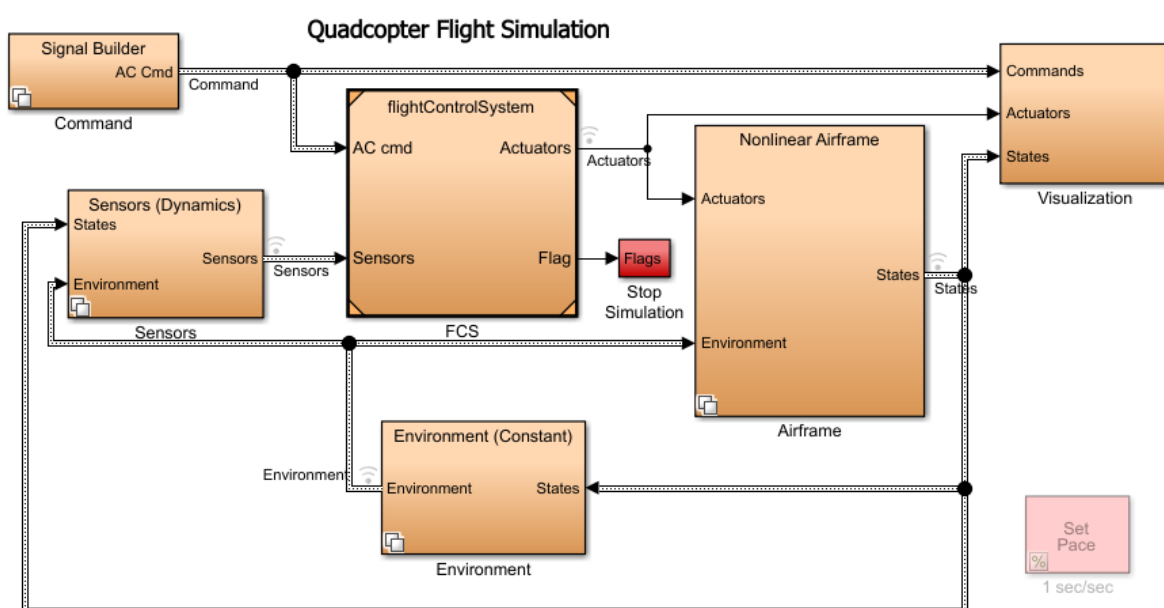 Quadcopter Flight Simulation
Signal Builder
AC Cmd
Command
Command
flightControlSystem
AC cmd
Actuators
Sensors
Flag
FCS
Actuators
Flags
Stop
Simulation
Nonlinear Airframe
Actuators
States
Environment
Airframe
States
Commands
Actuators
States
Visualization
Sensors (Dynamics)
States
Sensors
Environment
Sensors
Sensors
Environment (Constant)
Environment
States
Environment
Environment
Set
Pace
%
1 sec/sec